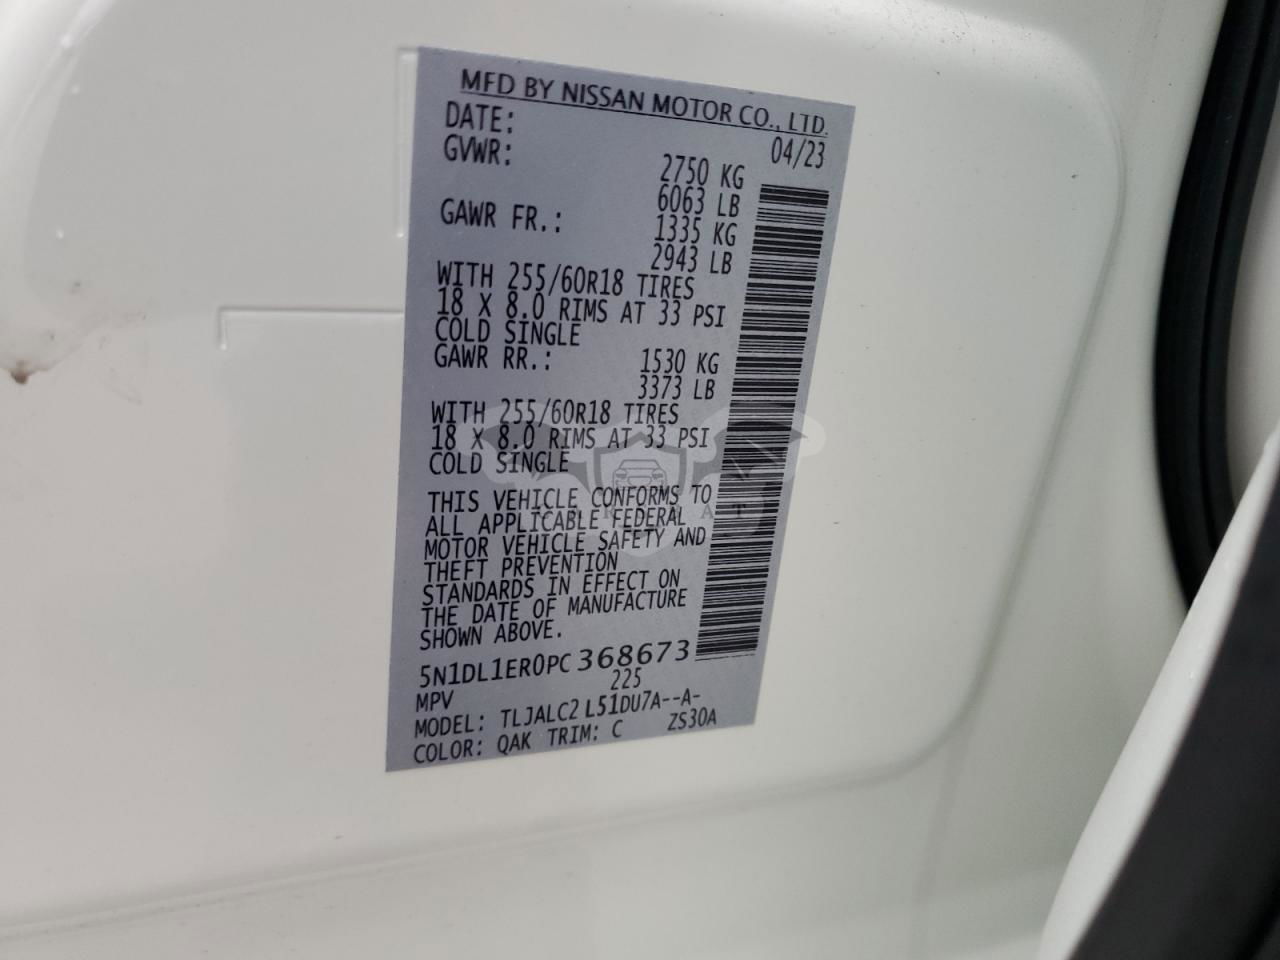 MFD BY NISSAN MOTOR CO., LTD.
DATE: 04/23
GVWR: 2750 KG
6063 LB
GAWR FR.: 1335 KG
2943 LB
WITH 255/60R18 TIRES
18 X 8.0 RIMS AT 33 PSI
COLD SINGLE
GAWR RR.: 1530 KG
3373 LB
WITH 255/60R18 TIRES
18 X 8.0 RIMS AT 33 PSI
COLD SINGLE
THIS VEHICLE CONFORMS TO
ALL APPLICABLE FEDERAL
MOTOR VEHICLE SAFETY AND
THEFT PREVENTION
STANDARDS IN EFFECT ON
THE DATE OF MANUFACTURE
SHOWN ABOVE.
5N1DL1ER0PC368673
MPV 225
MODEL: TLJALC2 L51DU7A--A-
COLOR: QAK TRIM: C ZS30A